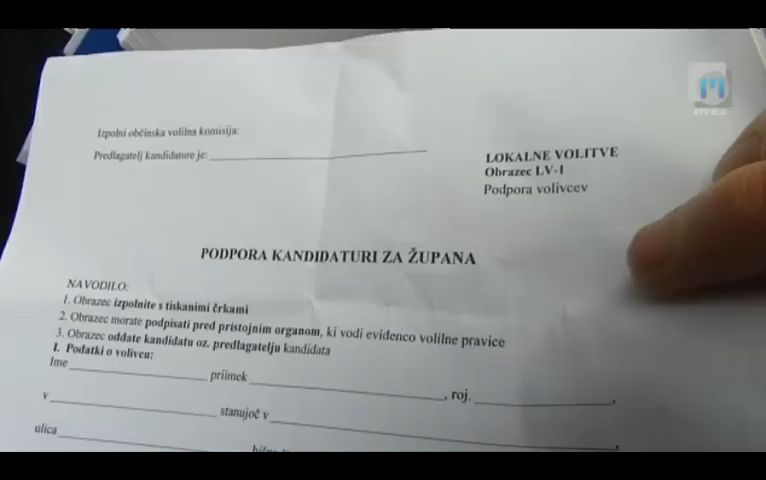 RTV SLO
Izpolni občinska volilna komisija:
Predlagatelj kandidature je:
LOKALNE VOLITVE
Obrazec LV-1
Podpora volivcev
PODPORA KANDIDATURI ZA ŽUPANA
NAVODILO:
1. Obrazec izpolnite s tiskanimi črkami
2. Obrazec morate podpisati pred pristojnim organom, ki vodi evidenco volilne pravice
3. Obrazec oddate kandidatu oz. predlagatelju kandidata
I. Podatki o volivcu:
Ime priimek , roj. ,
v stanujoč v ,
ulica